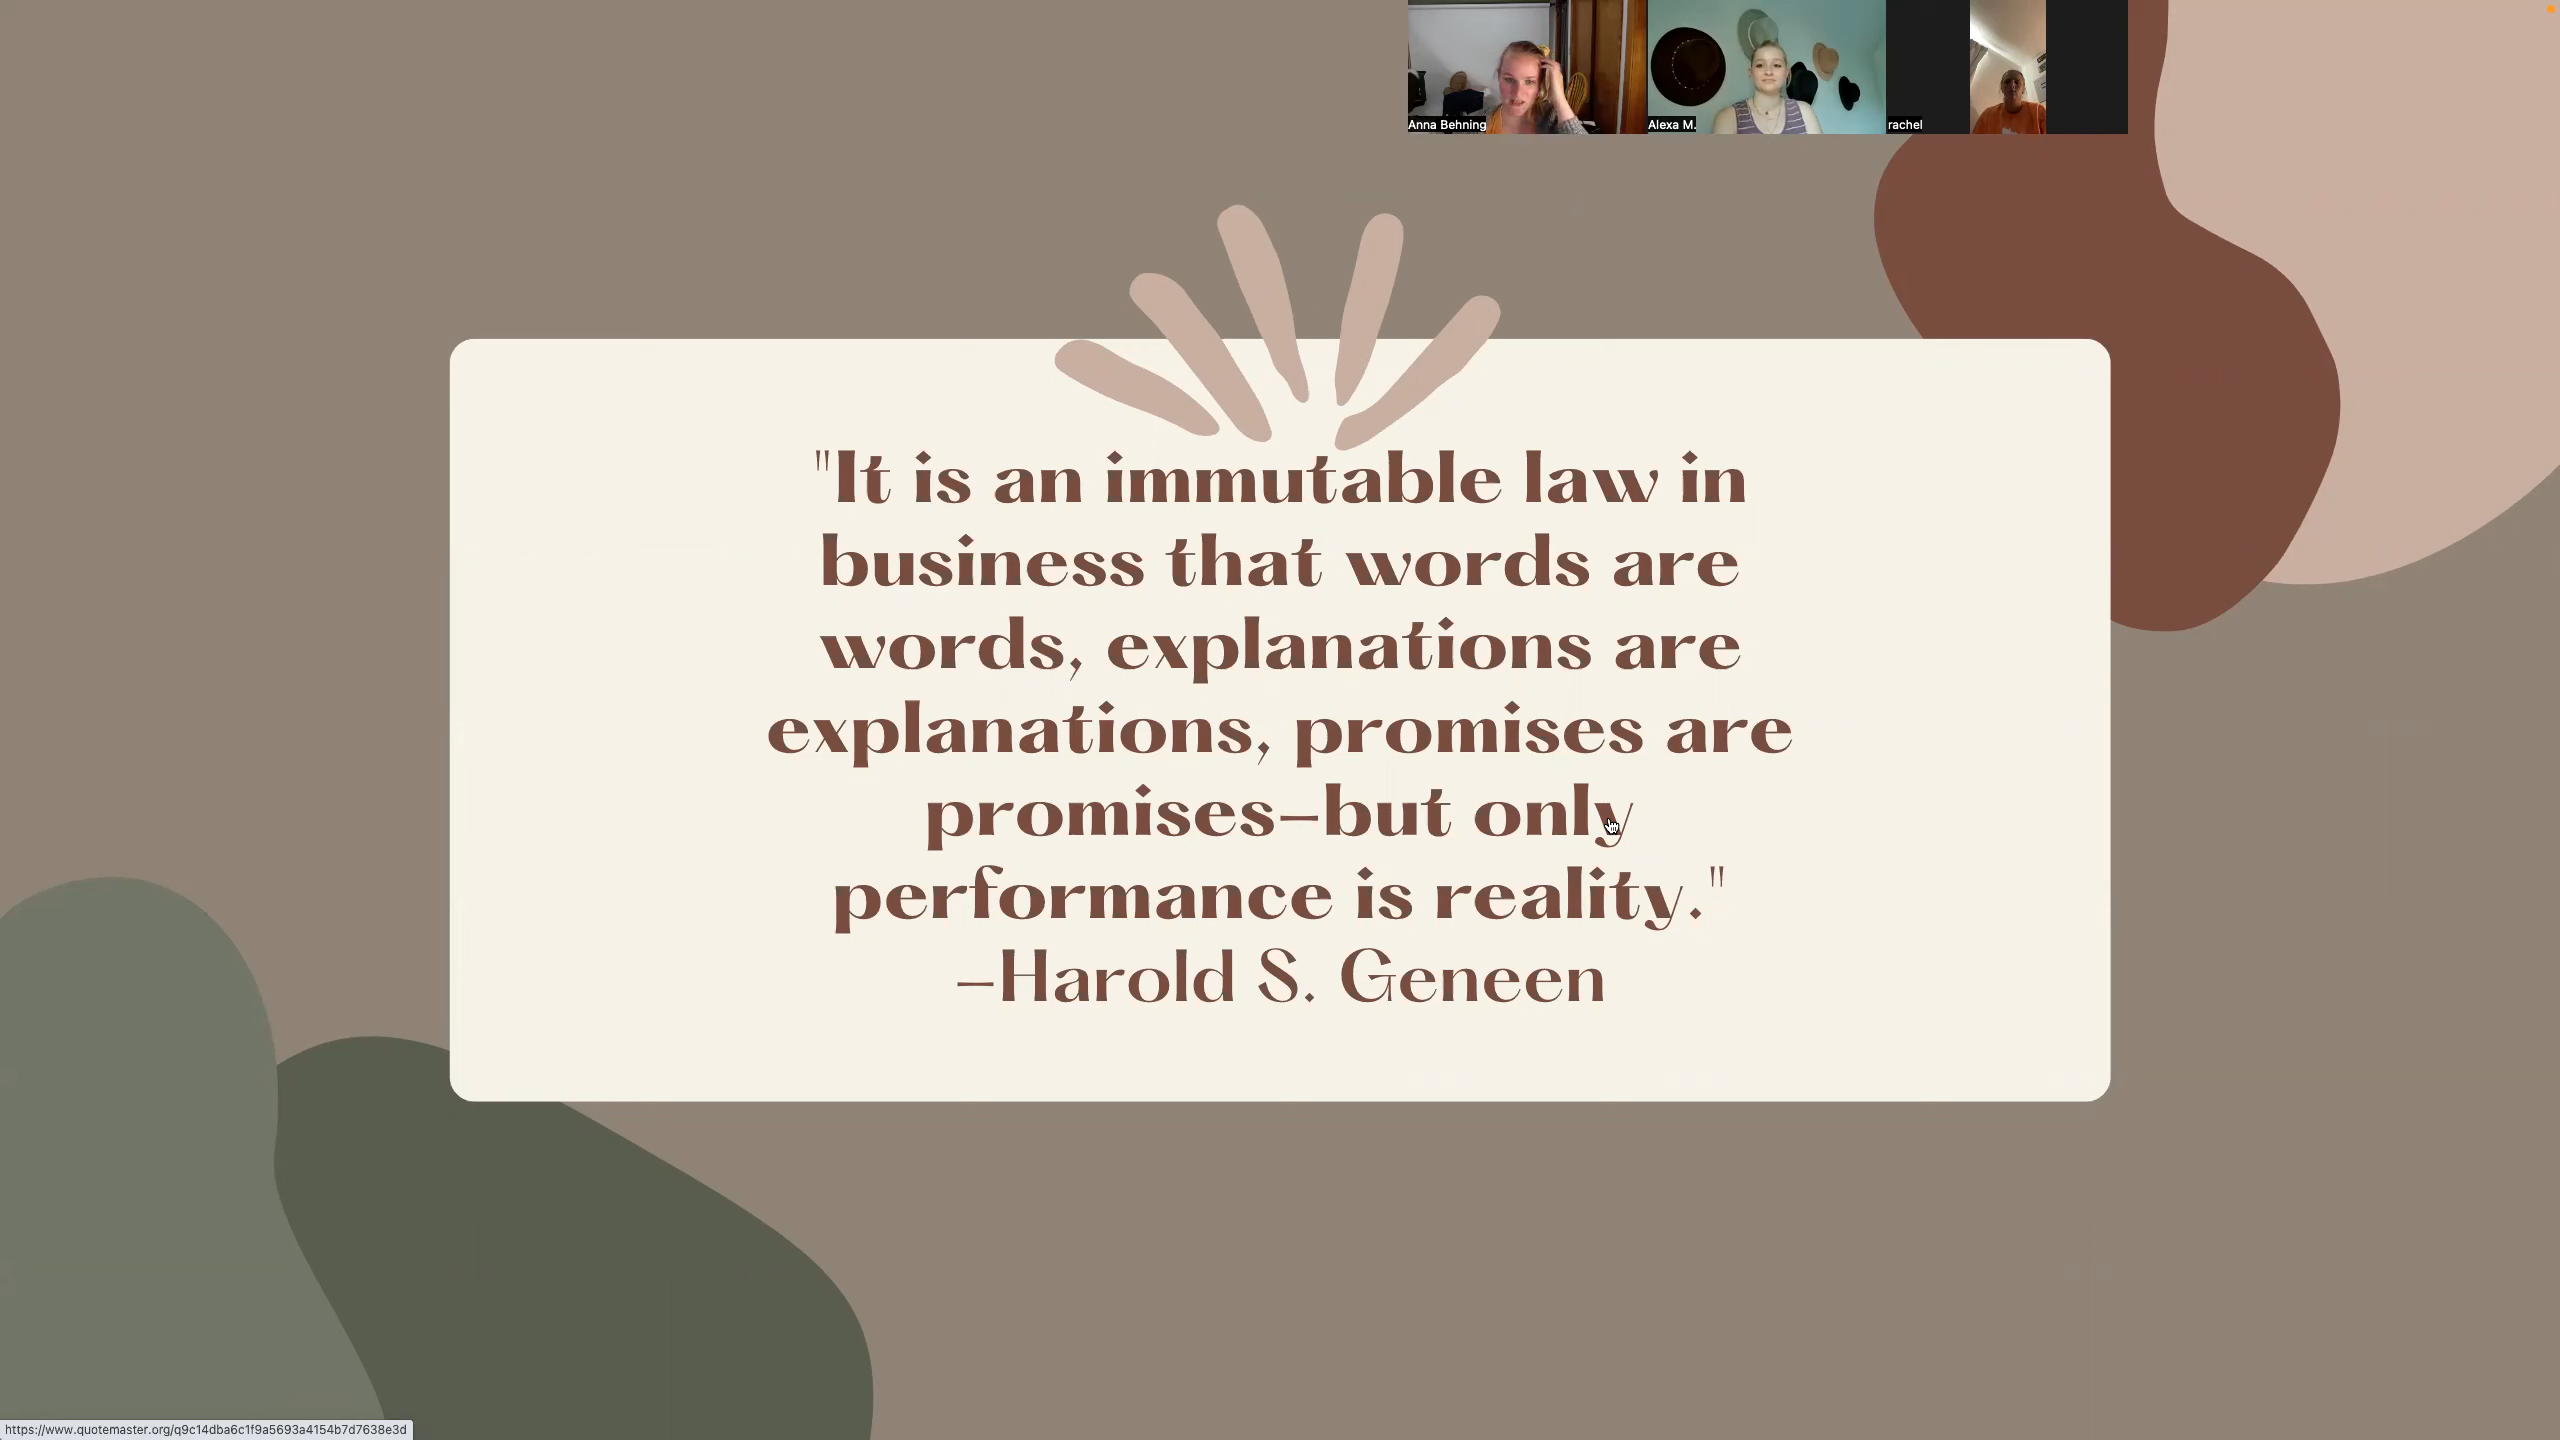 Anna Behning
Alexa M.
rachel
"It is an immutable law in
business that words are
words, explanations are
explanations, promises are
promises—but only
performance is reality."
—Harold S. Geneen
https://www.quotemaster.org/q9c14dba6c1f9a5693a4154b7d7638e3d